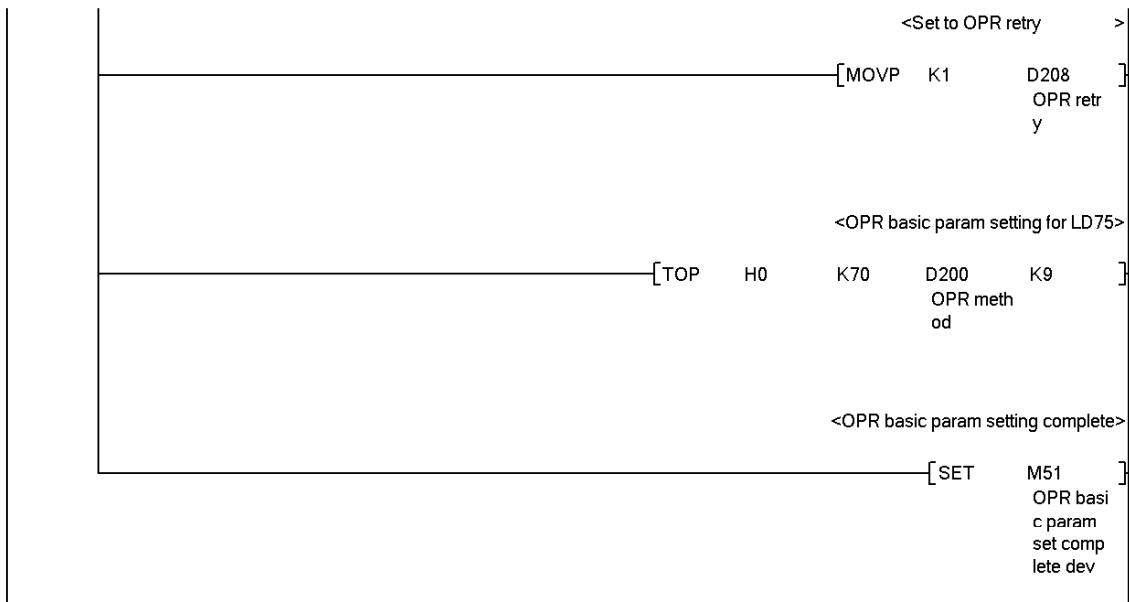 <Set to OPR retry >
[MOVP K1 D208 ]
OPR retr
y
<OPR basic param setting for LD75>
[TOP H0 K70 D200 K9 ]
OPR meth
od
<OPR basic param setting complete>
[SET M51 ]
OPR basi
c param
set comp
lete dev